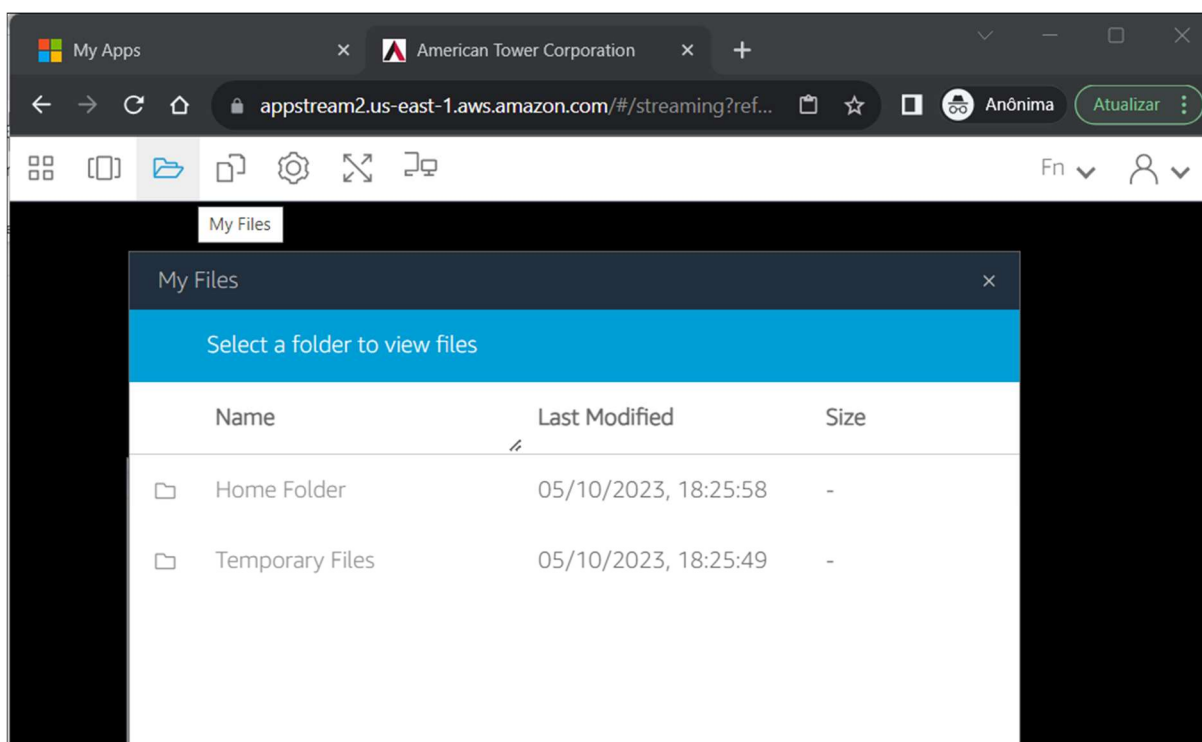 My Apps
American Tower Corporation
appstream2.us-east-1.aws.amazon.com/#/streaming?ref...
Anônima
Atualizar
Fn
My Files
My Files
Select a folder to view files
Name Last Modified Size
Home Folder 05/10/2023, 18:25:58 -
Temporary Files 05/10/2023, 18:25:49 -